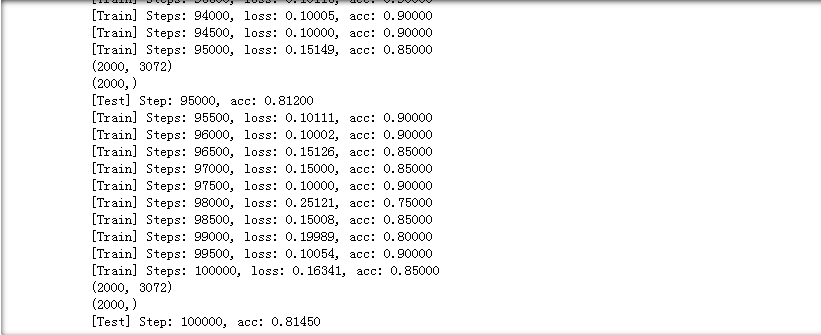 [Train] Steps: 94000, loss: 0.10005, acc: 0.90000
[Train] Steps: 94500, loss: 0.10000, acc: 0.90000
[Train] Steps: 95000, loss: 0.15149, acc: 0.85000
(2000, 3072)
(2000,)
[Test] Step: 95000, acc: 0.81200
[Train] Steps: 95500, loss: 0.10111, acc: 0.90000
[Train] Steps: 96000, loss: 0.10002, acc: 0.90000
[Train] Steps: 96500, loss: 0.15126, acc: 0.85000
[Train] Steps: 97000, loss: 0.15000, acc: 0.85000
[Train] Steps: 97500, loss: 0.10000, acc: 0.90000
[Train] Steps: 98000, loss: 0.25121, acc: 0.75000
[Train] Steps: 98500, loss: 0.15008, acc: 0.85000
[Train] Steps: 99000, loss: 0.19989, acc: 0.80000
[Train] Steps: 99500, loss: 0.10054, acc: 0.90000
[Train] Steps: 100000, loss: 0.16341, acc: 0.85000
(2000, 3072)
(2000,)
[Test] Step: 100000, acc: 0.81450